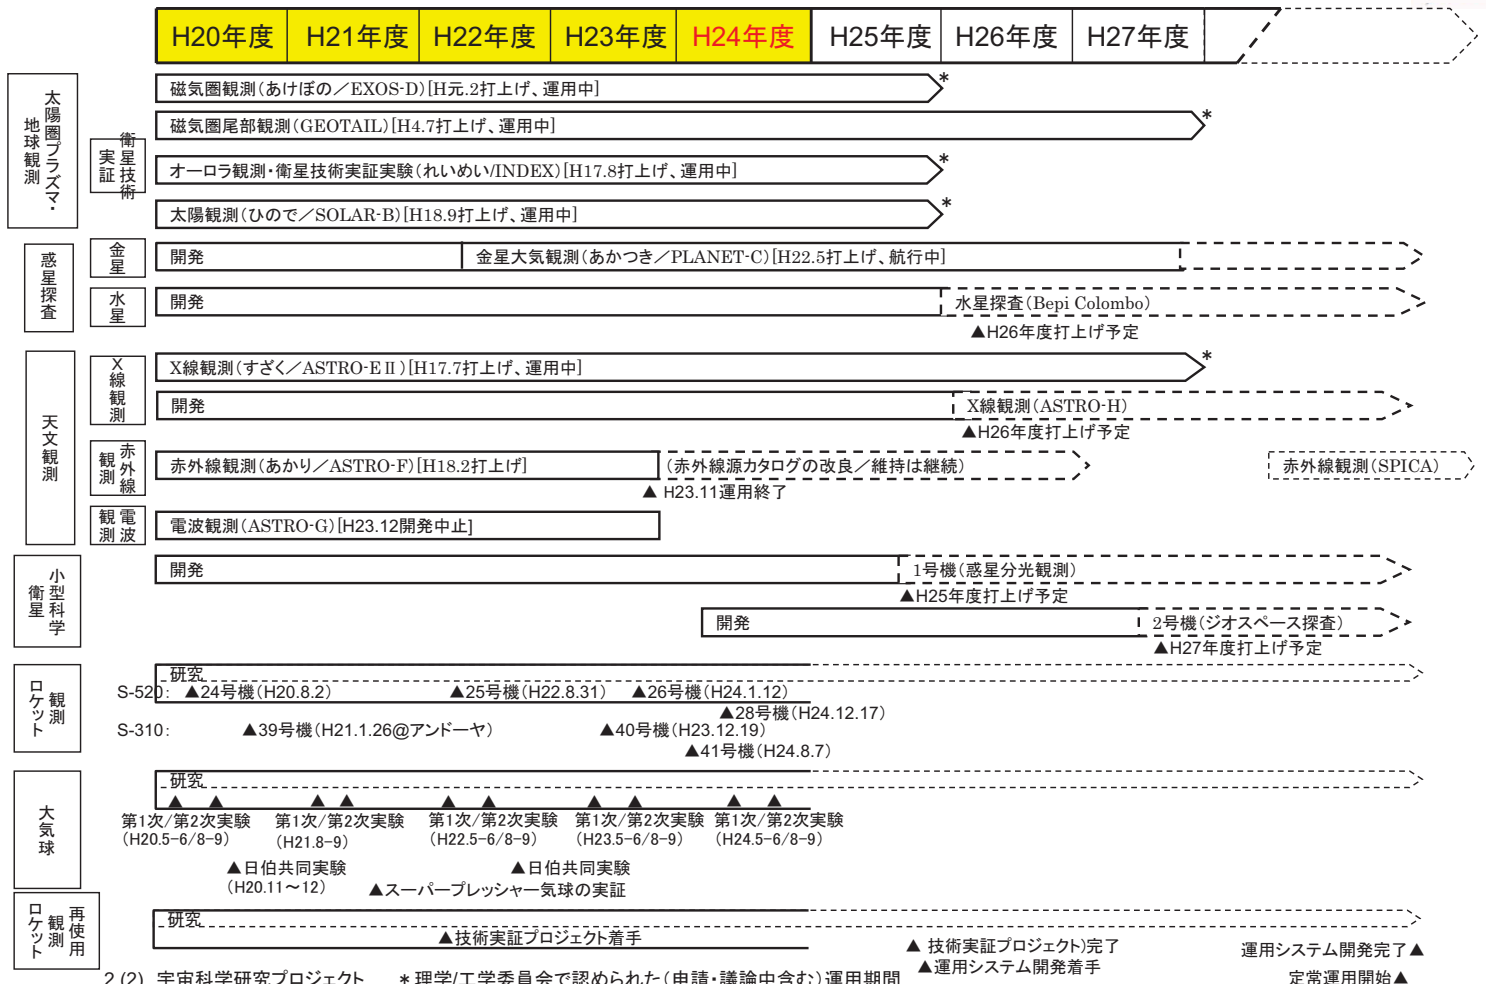 H20年度 H21年度 H22年度 H23年度 H24年度 H25年度 H26年度 H27年度
太陽圏プラズマ・
地球観測
衛星技術
実証
磁気圏観測(あけぼの／EXOS-D)[H元.2打上げ、運用中]
*
磁気圏尾部観測(GEOTAIL)[H4.7打上げ、運用中]
*
オーロラ観測・衛星技術実証実験(れいめい/INDEX)[H17.8打上げ、運用中]
*
太陽観測(ひので／SOLAR-B)[H18.9打上げ、運用中]
*
惑星探査
金星
開発 金星大気観測(あかつき／PLANET-C)[H22.5打上げ、航行中]
水星
開発 水星探査(Bepi Colombo)
▲H26年度打上げ予定
天文観測
X線観測
X線観測(すざく／ASTRO-EⅡ)[H17.7打上げ、運用中]
*
開発 X線観測(ASTRO-H)
▲H26年度打上げ予定
赤外線
観測
赤外線観測(あかり／ASTRO-F)[H18.2打上げ] (赤外線源カタログの改良／維持は継続) 赤外線観測(SPICA)
▲ H23.11運用終了
電波
観測
電波観測(ASTRO-G)[H23.12開発中止]
小型科学
衛星
開発 1号機(惑星分光観測)
▲H25年度打上げ予定
開発 2号機(ジオスペース探査)
▲H27年度打上げ予定
観測
ロケット
研究
S-520: ▲24号機(H20.8.2) ▲25号機(H22.8.31) ▲26号機(H24.1.12)
▲28号機(H24.12.17)
S-310: ▲39号機(H21.1.26@アンドーヤ) ▲40号機(H23.12.19)
▲41号機(H24.8.7)
大気球
研究
▲ ▲ ▲ ▲ ▲ ▲ ▲ ▲ ▲ ▲
第1次/第2次実験 第1次/第2次実験 第1次/第2次実験 第1次/第2次実験 第1次/第2次実験
(H20.5-6/8-9) (H21.8-9) (H22.5-6/8-9) (H23.5-6/8-9) (H24.5-6/8-9)
▲日伯共同実験 ▲日伯共同実験
(H20.11～12) ▲スーパープレッシャー気球の実証
再使用
観測
ロケット
研究
▲技術実証プロジェクト着手
▲ 技術実証プロジェクト)完了 運用システム開発完了▲
▲運用システム開発着手
2 (2) 宇宙科学研究プロジェクト *理学/工学委員会で認められた(申請・議論中含む)運用期間 定常運用開始▲